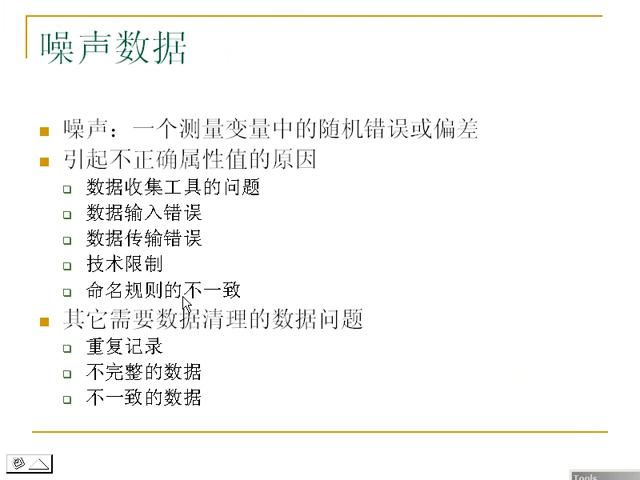 噪声数据
噪声：一个测量变量中的随机错误或偏差
引起不正确属性值的原因
数据收集工具的问题
数据输入错误
数据传输错误
技术限制
命名规则的不一致
其它需要数据清理的数据问题
重复记录
不完整的数据
不一致的数据
Tools